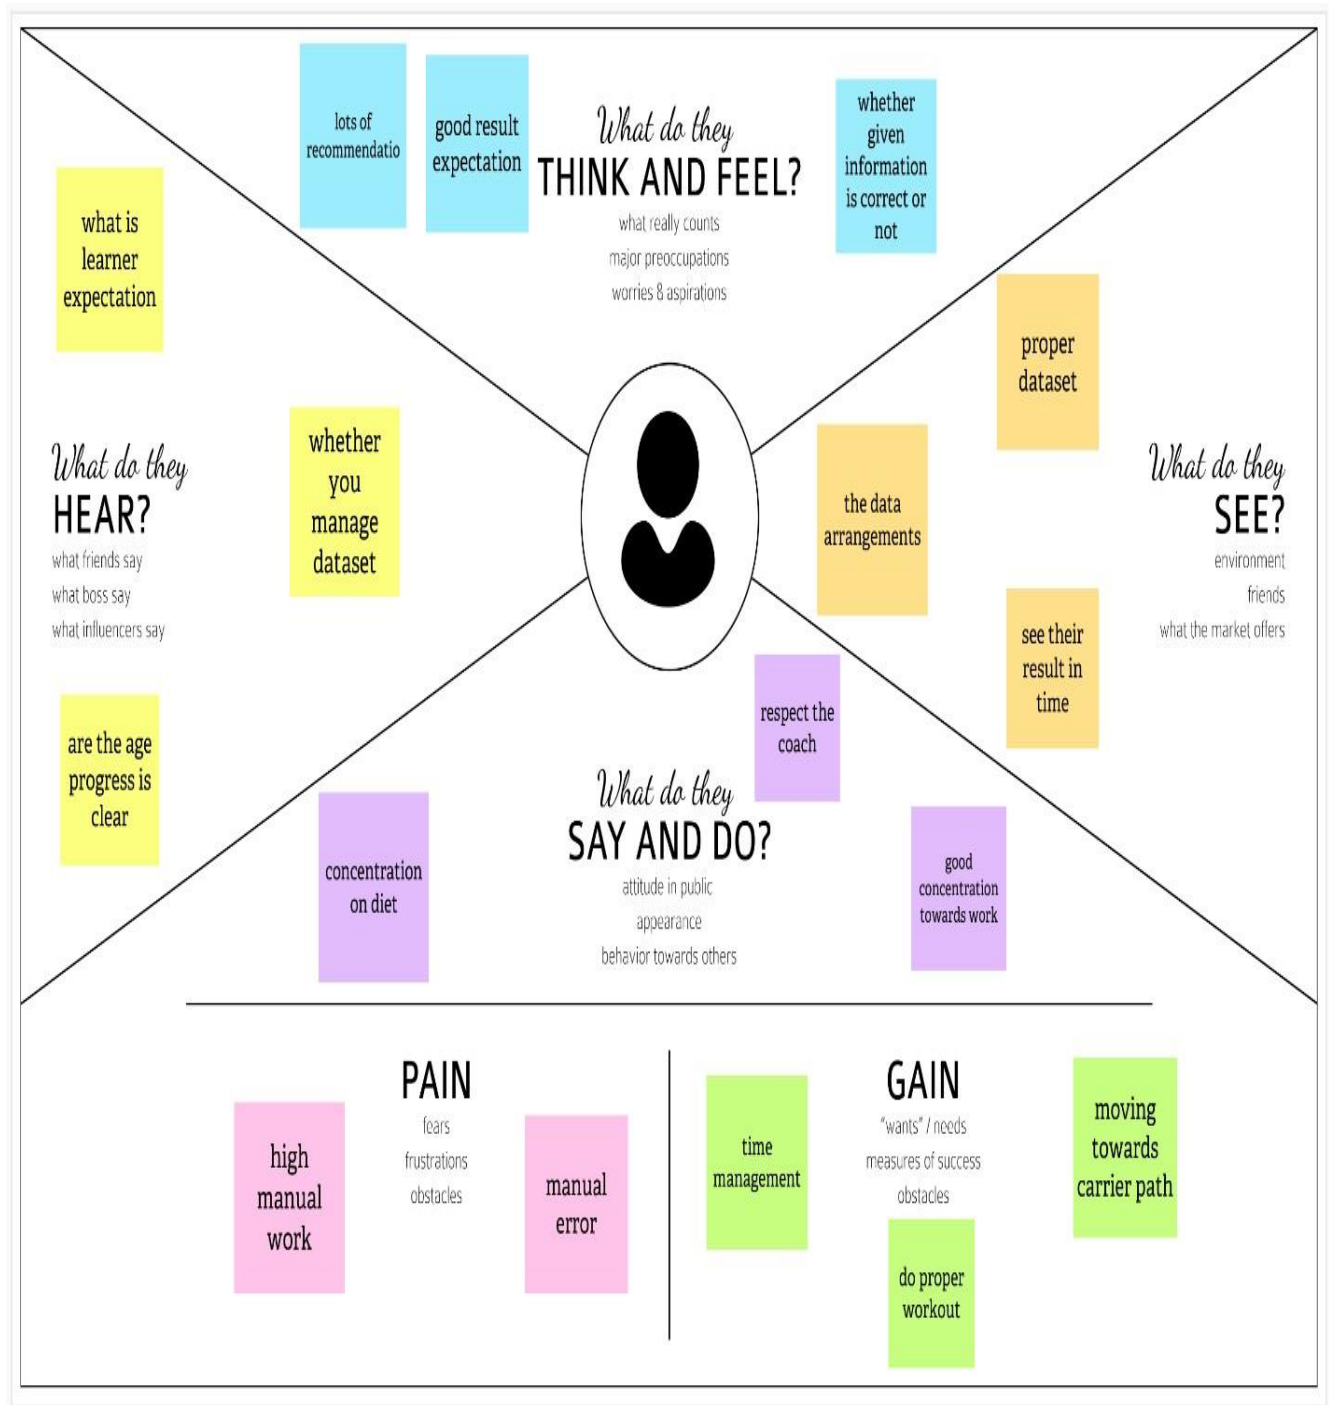 lots of
recommendatio
good result
expectation
What do they
THINK AND FEEL?
what really counts
major preoccupations
worries & aspirations
whether
given
information
is correct or
not
what is
learner
expectation
whether
you
manage
dataset
What do they
HEAR?
what friends say
what boss say
what influencers say
are the age
progress is
clear
proper
dataset
the data
arrangements
What do they
SEE?
environment
friends
what the market offers
see their
result in
time
respect the
coach
What do they
SAY AND DO?
attitude in public
appearance
behavior towards others
concentration
on diet
good
concentration
towards work
PAIN
fears
frustrations
obstacles
high
manual
work
manual
error
GAIN
"wants" / needs
measures of success
obstacles
time
management
do proper
workout
moving
towards
carrier path